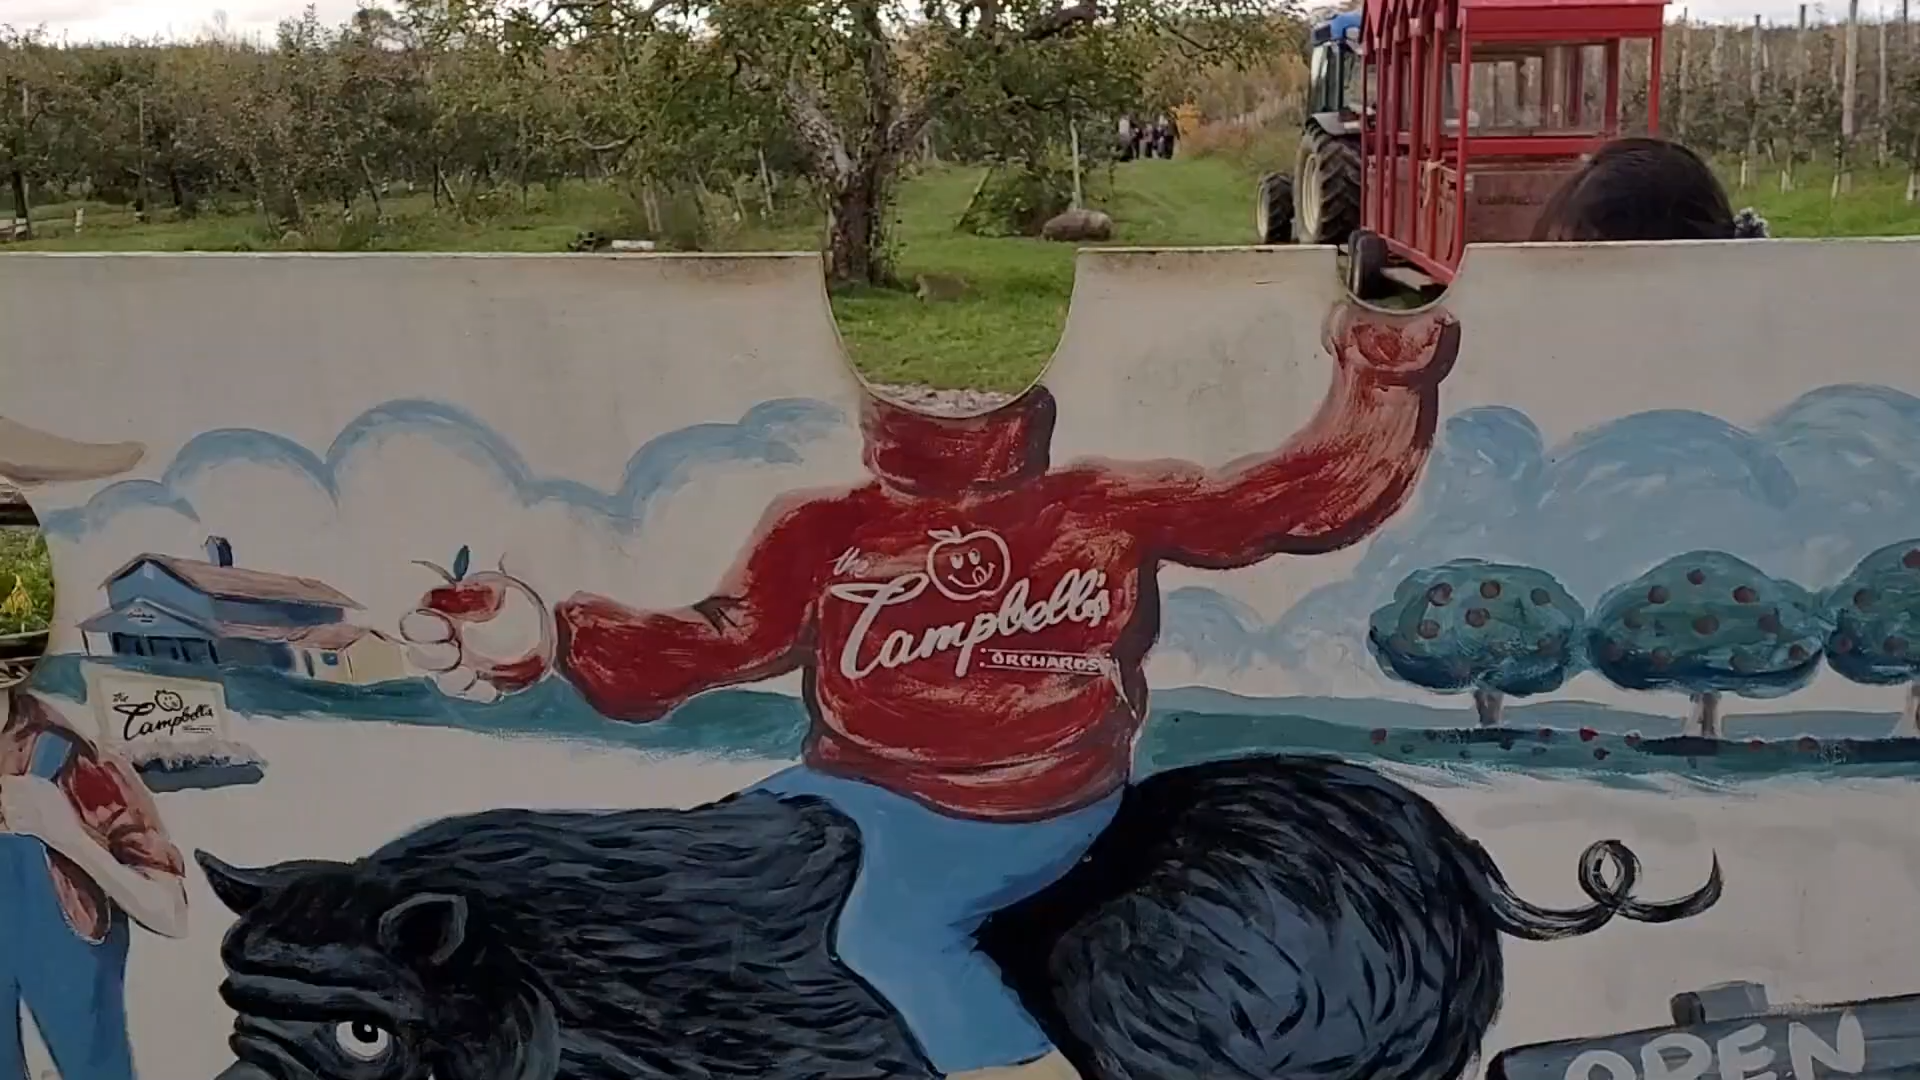 the
Campbell's
ORCHARDS
the
Campbell's
OPEN